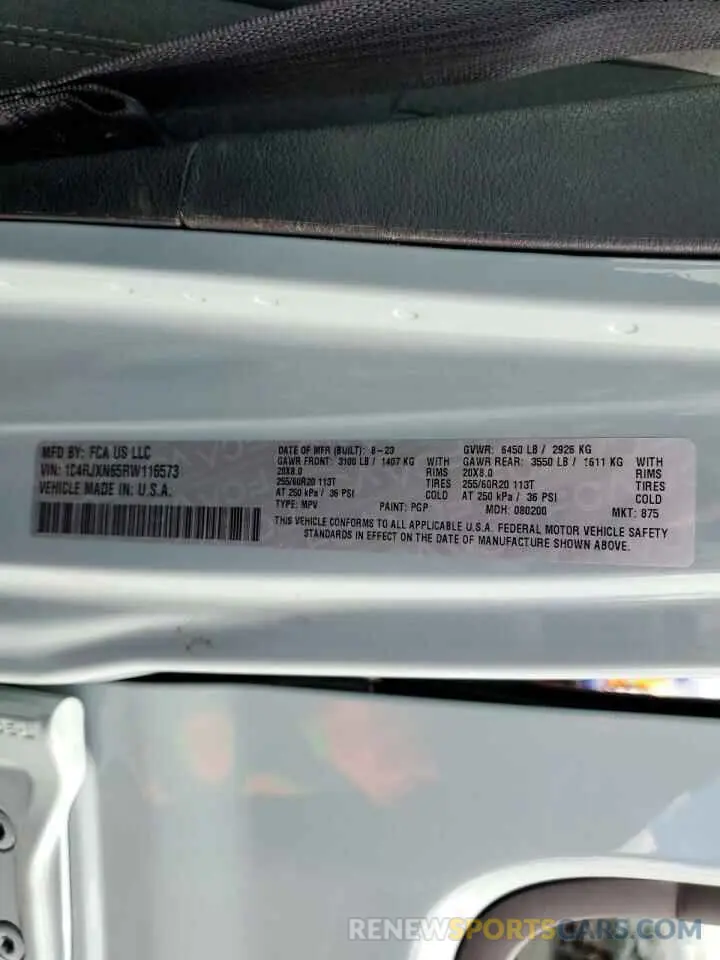 MFD BY: FCA US LLC
VIN: 1C4RJXN65RW116573
VEHICLE MADE IN: U.S.A.
DATE OF MFR (BUILT): 8-23
GAWR FRONT: 3100 LB / 1407 KG WITH
20X8.0 RIMS
255/60R20 113T TIRES
AT 250 kPa / 36 PSI COLD
TYPE: MPV PAINT: PGP
GVWR: 6450 LB / 2926 KG
GAWR REAR: 3550 LB / 1611 KG WITH
20X8.0 RIMS
255/60R20 113T TIRES
AT 250 kPa / 36 PSI COLD
MDH: 080200 MKT: 875
THIS VEHICLE CONFORMS TO ALL APPLICABLE U.S.A. FEDERAL MOTOR VEHICLE SAFETY
STANDARDS IN EFFECT ON THE DATE OF MANUFACTURE SHOWN ABOVE.
RENEWSPORTSCARS.COM